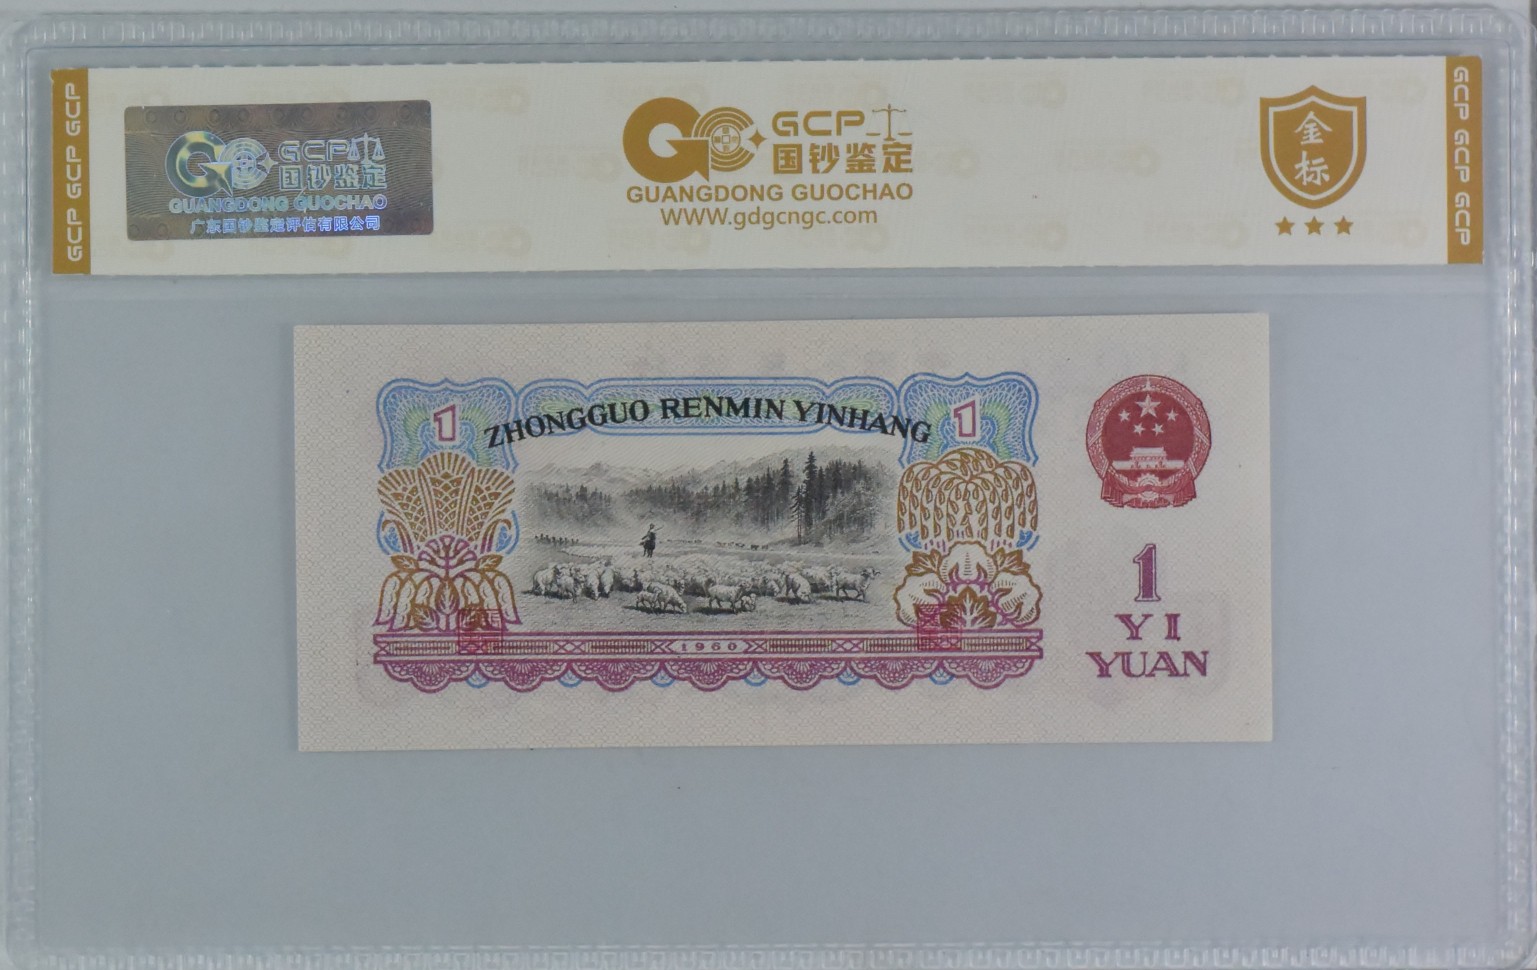 GCP GCP GCP
GCP
国钞鉴定
GUANGDONG GUOCHAO
广东国钞鉴定评估有限公司
GCP
国钞鉴定
GUANGDONG GUOCHAO
WWW.gdgcngc.com
金标
GCP GCP GCP
1
ZHONGGUO RENMIN YINHANG
1
1960
1
YI
YUAN